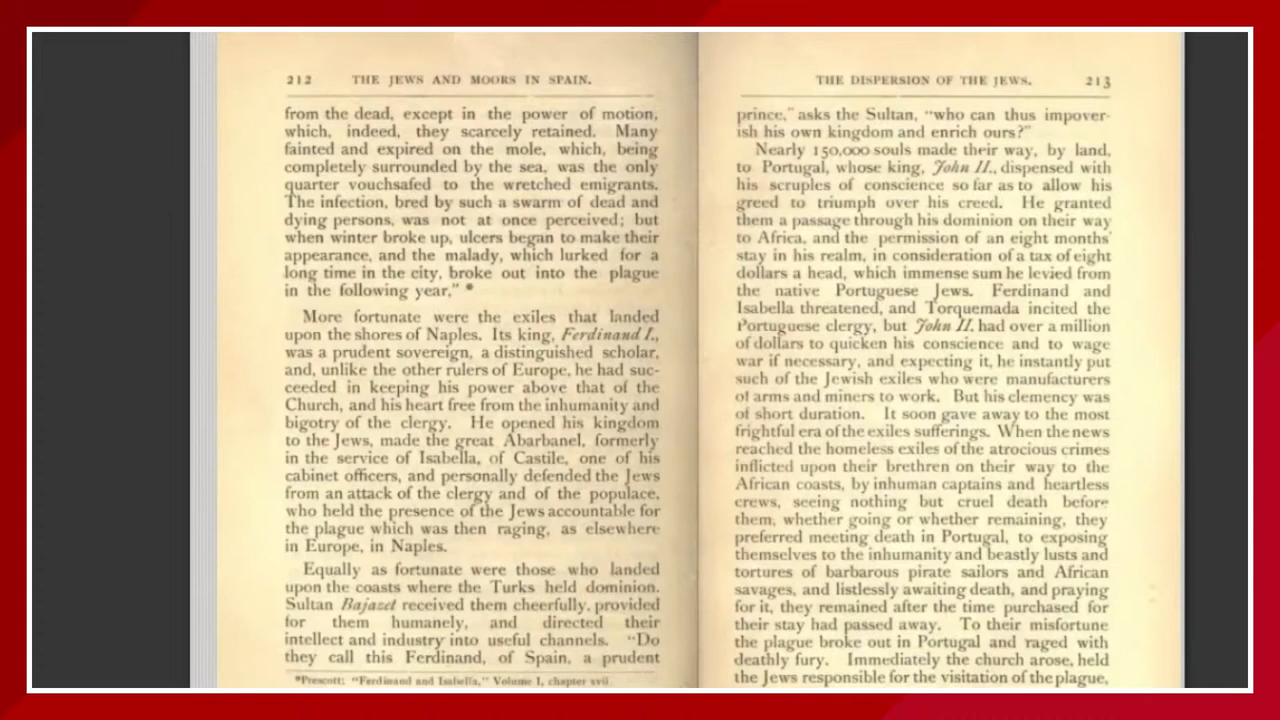 212 THE JEWS AND MOORS IN SPAIN.
from the dead, except in the power of motion,
which, indeed, they scarcely retained. Many
fainted and expired on the mole, which, being
completely surrounded by the sea, was the only
quarter vouchsafed to the wretched emigrants.
The infection, bred by such a swarm of dead and
dying persons, was not at once perceived; but
when winter broke up, ulcers began to make their
appearance, and the malady, which lurked for a
long time in the city, broke out into the plague
in the following year," *
More fortunate were the exiles that landed
upon the shores of Naples. Its king, Ferdinand I.,
was a prudent sovereign, a distinguished scholar,
and, unlike the other rulers of Europe, he had suc-
ceeded in keeping his power above that of the
Church, and his heart free from the inhumanity and
bigotry of the clergy. He opened his kingdom
to the Jews, made the great Abarbanel, formerly
in the service of Isabella, of Castile, one of his
cabinet officers, and personally defended the Jews
from an attack of the clergy and of the populace,
who held the presence of the Jews accountable for
the plague which was then raging, as elsewhere
in Europe, in Naples.
Equally as fortunate were those who landed
upon the coasts where the Turks held dominion.
Sultan Bajazet received them cheerfully, provided
for them humanely, and directed their
intellect and industry into useful channels. "Do
they call this Ferdinand, of Spain, a prudent
*Prescott: "Ferdinand and Isabella," Volume I, chapter xvii.
THE DISPERSION OF THE JEWS. 213
prince," asks the Sultan, "who can thus impover-
ish his own kingdom and enrich ours?"
Nearly 150,000 souls made their way, by land,
to Portugal, whose king, John II., dispensed with
his scruples of conscience so far as to allow his
greed to triumph over his creed. He granted
them a passage through his dominion on their way
to Africa, and the permission of an eight months'
stay in his realm, in consideration of a tax of eight
dollars a head, which immense sum he levied from
the native Portuguese Jews. Ferdinand and
Isabella threatened, and Torquemada incited the
Portuguese clergy, but John II. had over a million
of dollars to quicken his conscience and to wage
war if necessary, and expecting it, he instantly put
such of the Jewish exiles who were manufacturers
of arms and miners to work. But his clemency was
of short duration. It soon gave away to the most
frightful era of the exiles sufferings. When the news
reached the homeless exiles of the atrocious crimes
inflicted upon their brethren on their way to the
African coasts, by inhuman captains and heartless
crews, seeing nothing but cruel death before
them, whether going or whether remaining, they
preferred meeting death in Portugal, to exposing
themselves to the inhumanity and beastly lusts and
tortures of barbarous pirate sailors and African
savages, and listlessly awaiting death, and praying
for it, they remained after the time purchased for
their stay had passed away. To their misfortune
the plague broke out in Portugal and raged with
deathly fury. Immediately the church arose, held
the Jews responsible for the visitation of the plague,